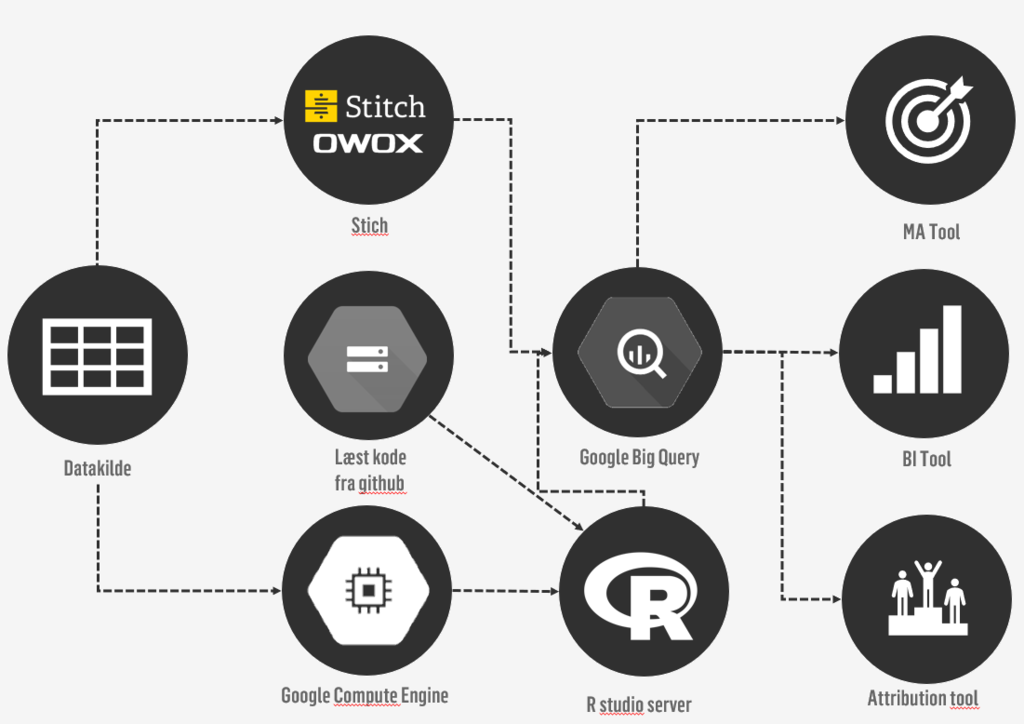 Stitch
OWOX
Stich
MA Tool
Datakilde
Læst kode
fra github
Google Big Query
BI Tool
R
Google Compute Engine
R studio server
Attribution tool